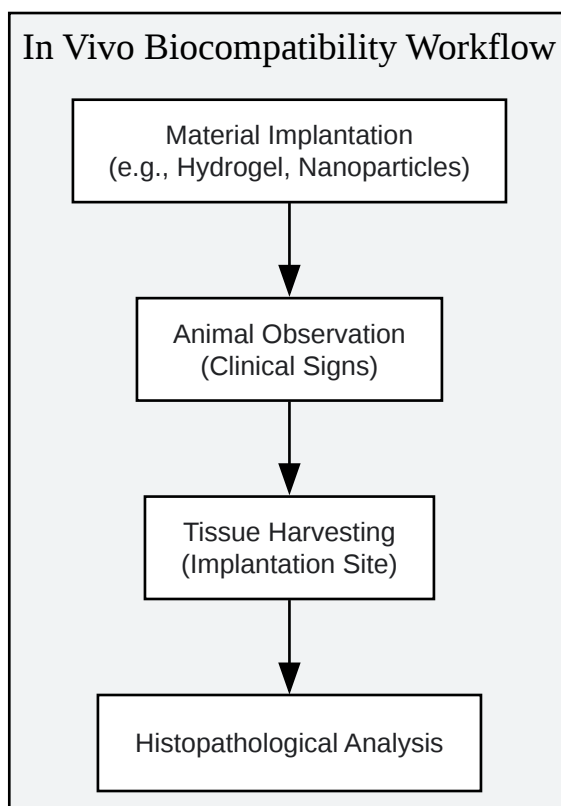 In Vivo Biocompatibility Workflow
Material Implantation
(e.g., Hydrogel, Nanoparticles)
Animal Observation
(Clinical Signs)
Tissue Harvesting
(Implantation Site)
Histopathological Analysis